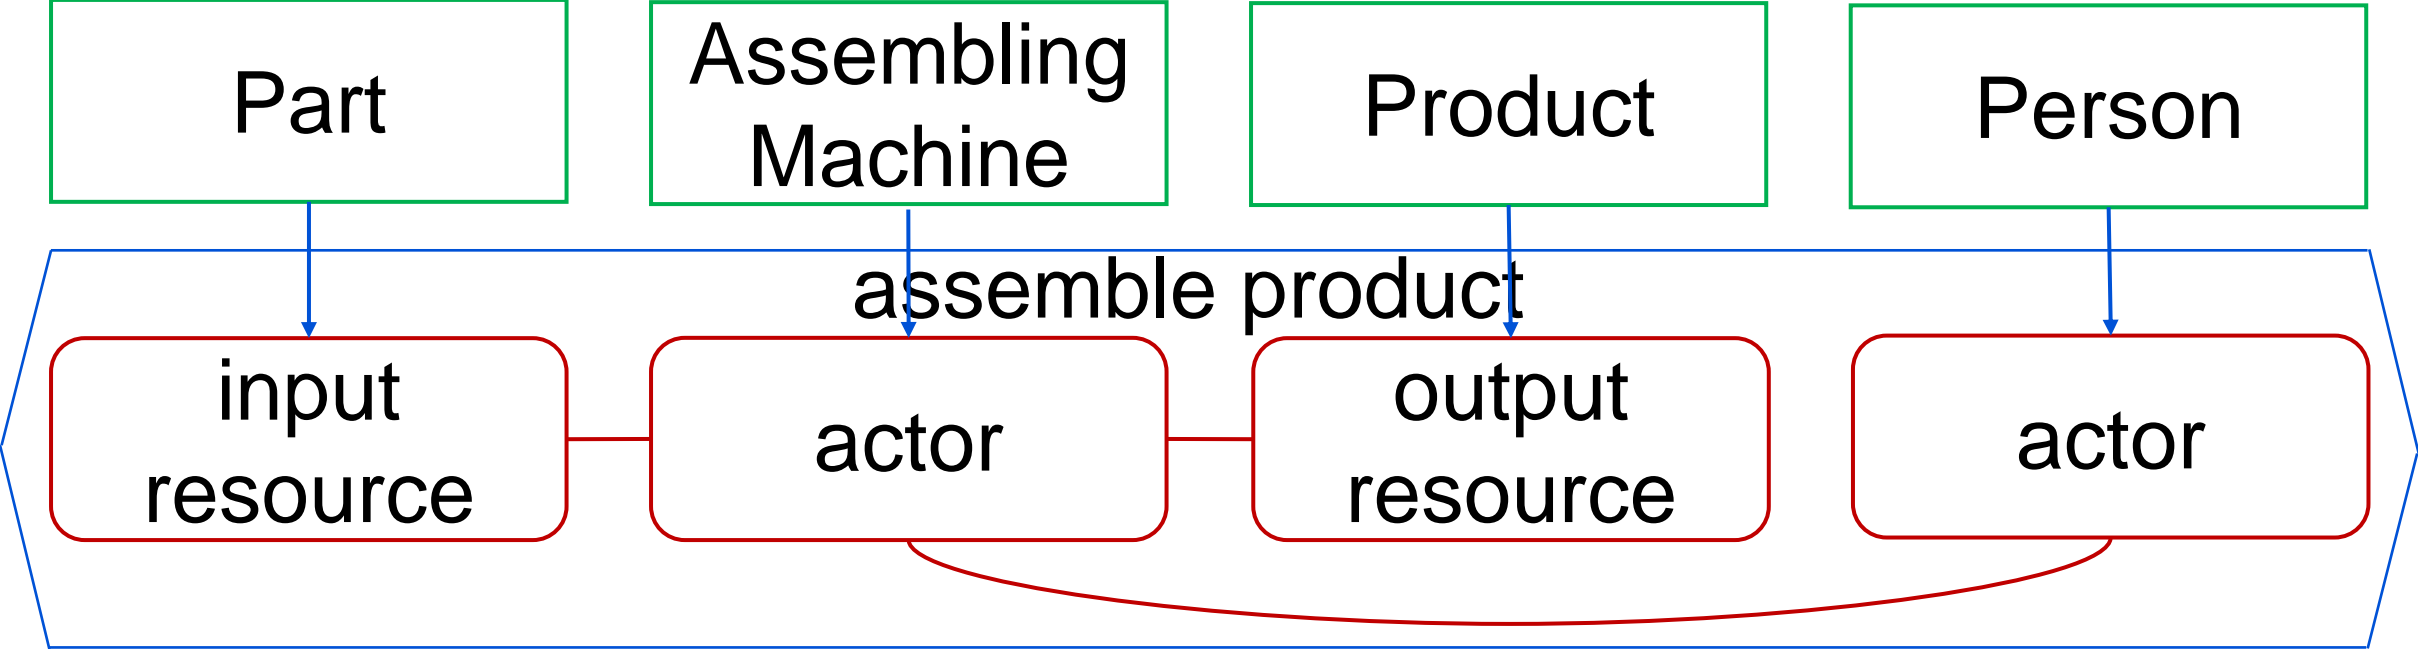 Part
Assembling
Machine
Product
Person
assemble product
input
resource
actor
output
resource
actor